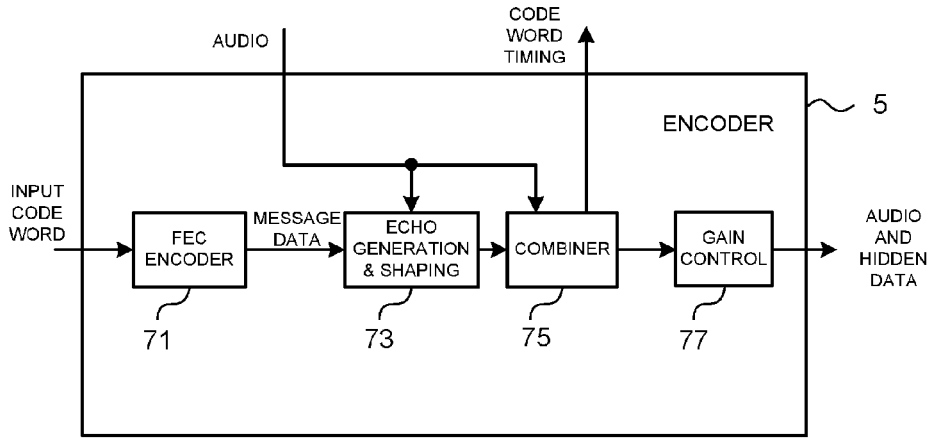 AUDIO
CODE
WORD
TIMING
5
ENCODER
INPUT
CODE
WORD
FEC
ENCODER
MESSAGE
DATA
ECHO
GENERATION
& SHAPING
COMBINER
GAIN
CONTROL
AUDIO
AND
HIDDEN
DATA
71
73
75
77